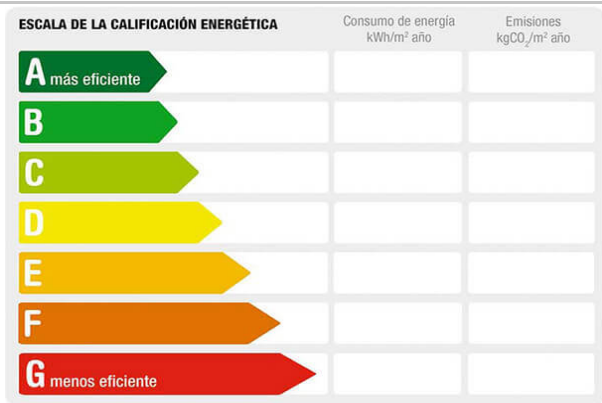 ESCALA DE LA CALIFICACIÓN ENERGÉTICA
Consumo de energía
kWh/m² año
Emisiones
kgCO₂/m² año
A más eficiente
B
C
D
E
F
G menos eficiente